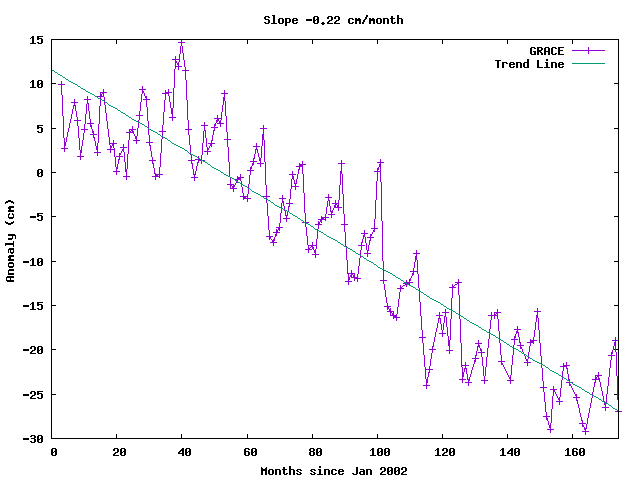 Slope -0.22 cm/month
GRACE
Trend Line
15
10
5
0
-5
-10
-15
-20
-25
-30
Anomaly (cm)
0 20 40 60 80 100 120 140 160
Months since Jan 2002